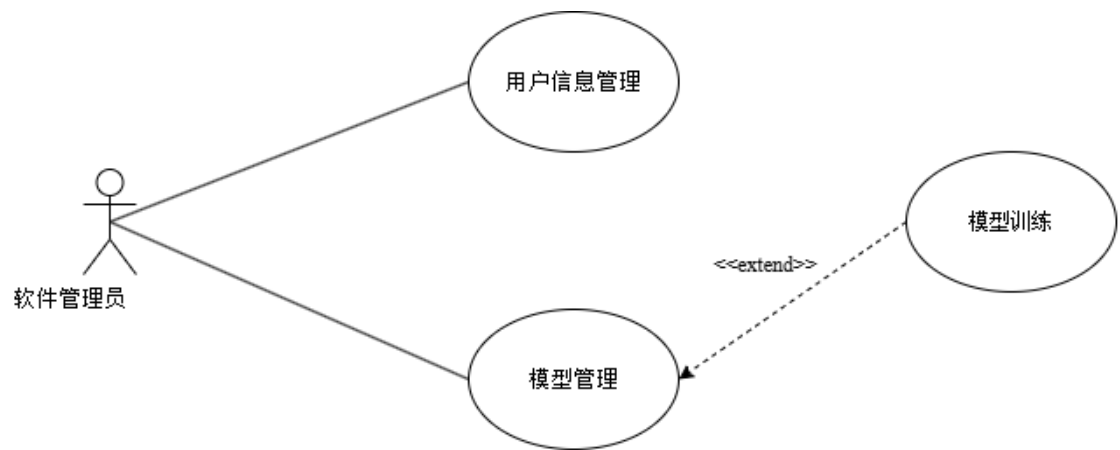 用户信息管理
模型训练
<<extend>>
软件管理员
模型管理